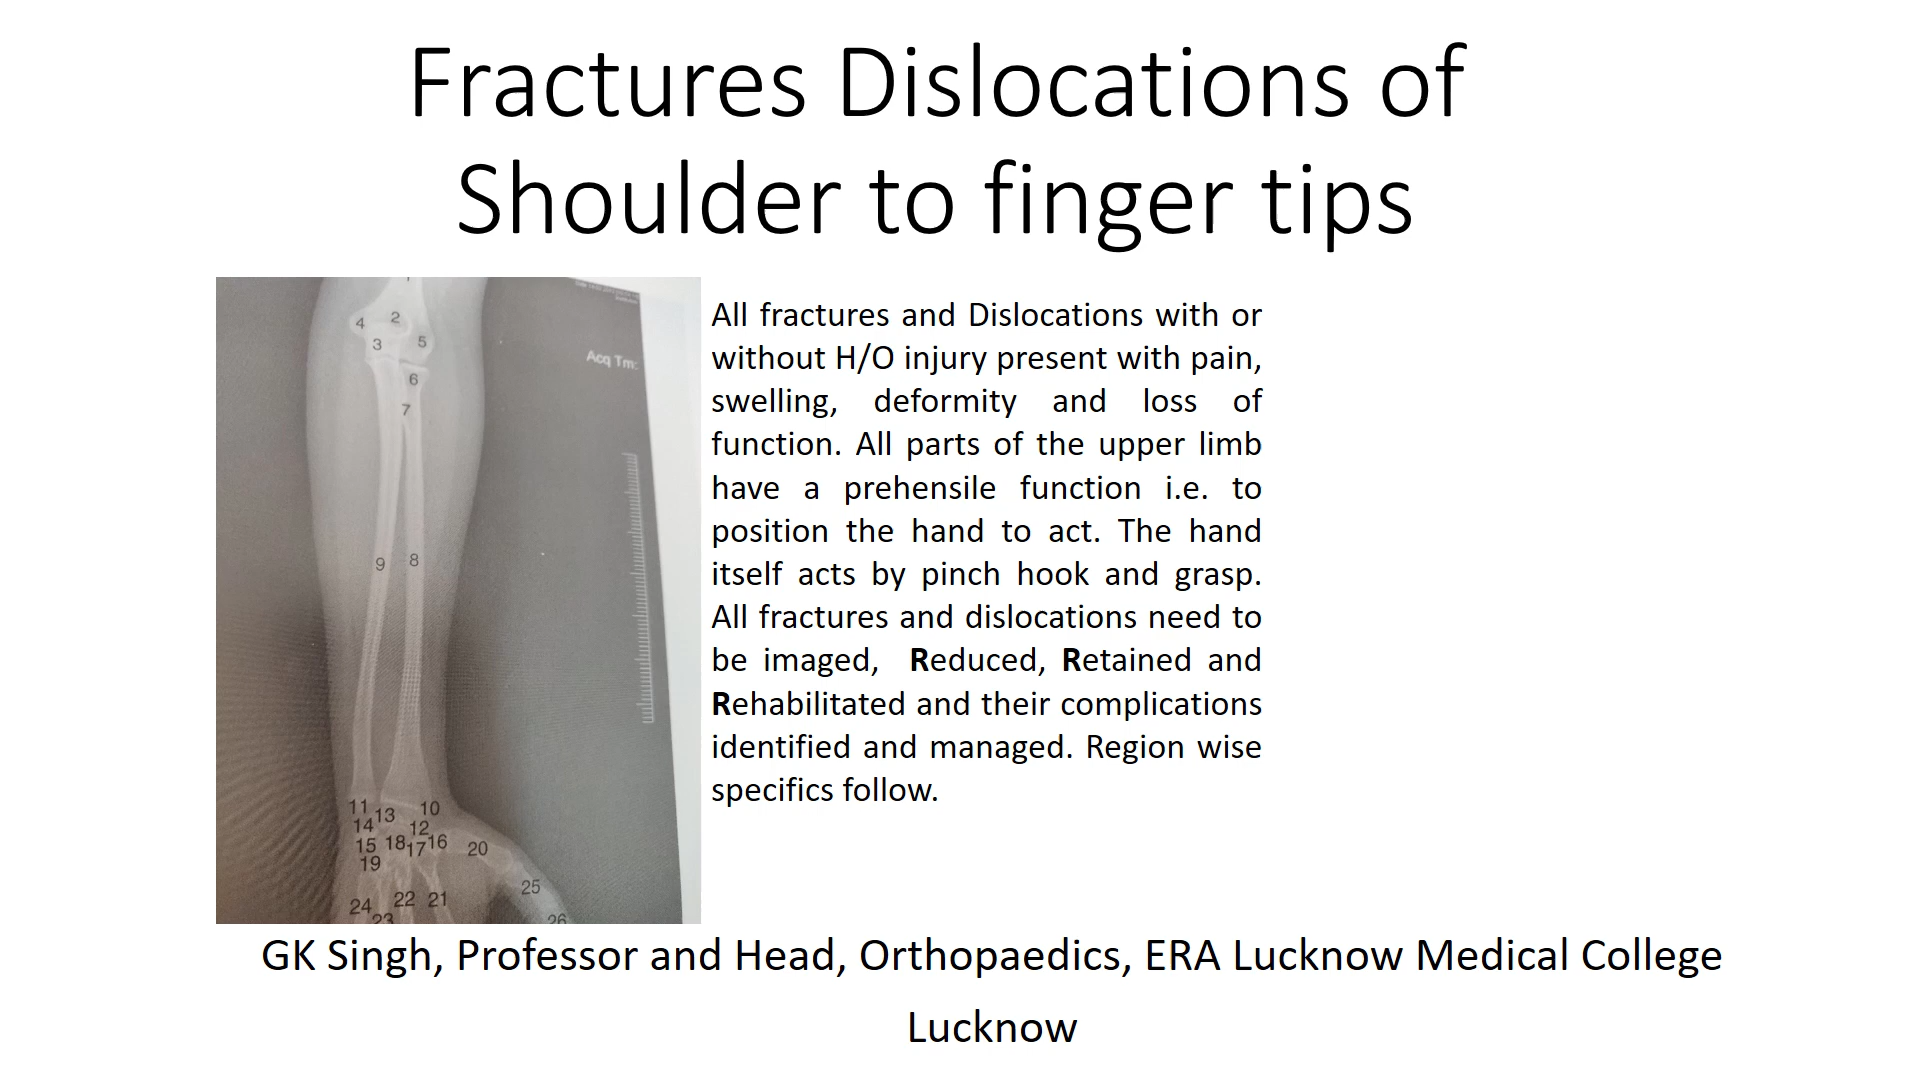 Fractures Dislocations of
Shoulder to finger tips
4
2
3
5
Acq Tm:
6
7
9
8
11
13
10
14
12
15
18
17
16
20
19
25
24
22
21
23
26
All fractures and Dislocations with or
without H/O injury present with pain,
swelling, deformity and loss of
function. All parts of the upper limb
have a prehensile function i.e. to
position the hand to act. The hand
itself acts by pinch hook and grasp.
All fractures and dislocations need to
be imaged, Reduced, Retained and
Rehabilitated and their complications
identified and managed. Region wise
specifics follow.
GK Singh, Professor and Head, Orthopaedics, ERA Lucknow Medical College
Lucknow